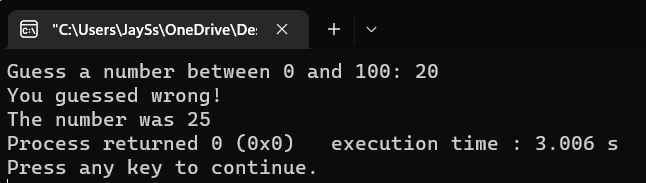 "C:\Users\JaySs\OneDrive\De:
Guess a number between 0 and 100: 20
You guessed wrong!
The number was 25
Process returned 0 (0x0)   execution time : 3.006 s
Press any key to continue.